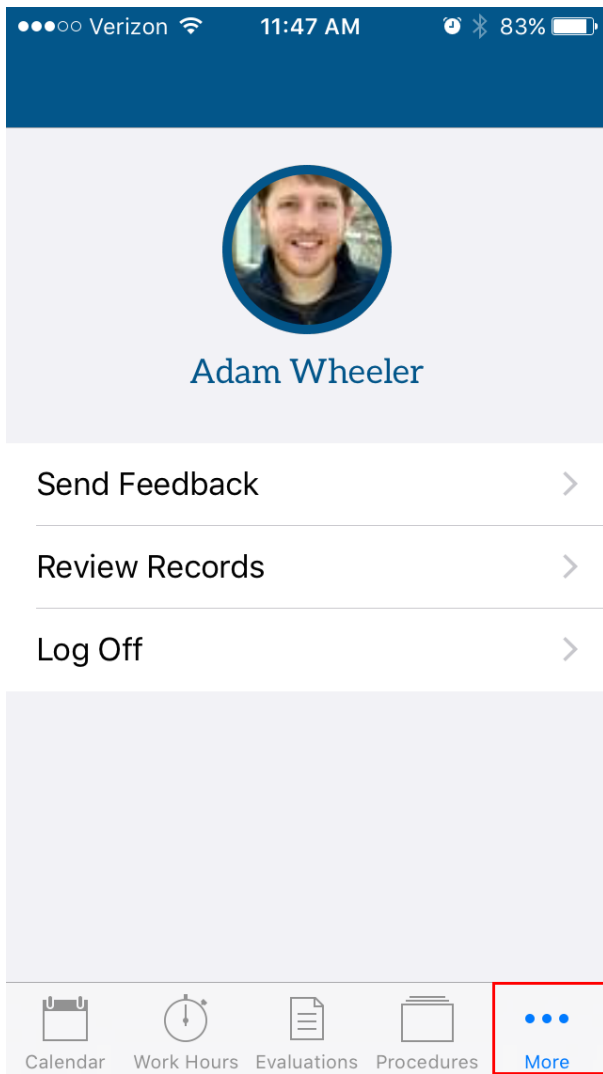 Verizon 11:47 AM 83%
Adam Wheeler
Send Feedback
Review Records
Log Off
Calendar Work Hours Evaluations Procedures More